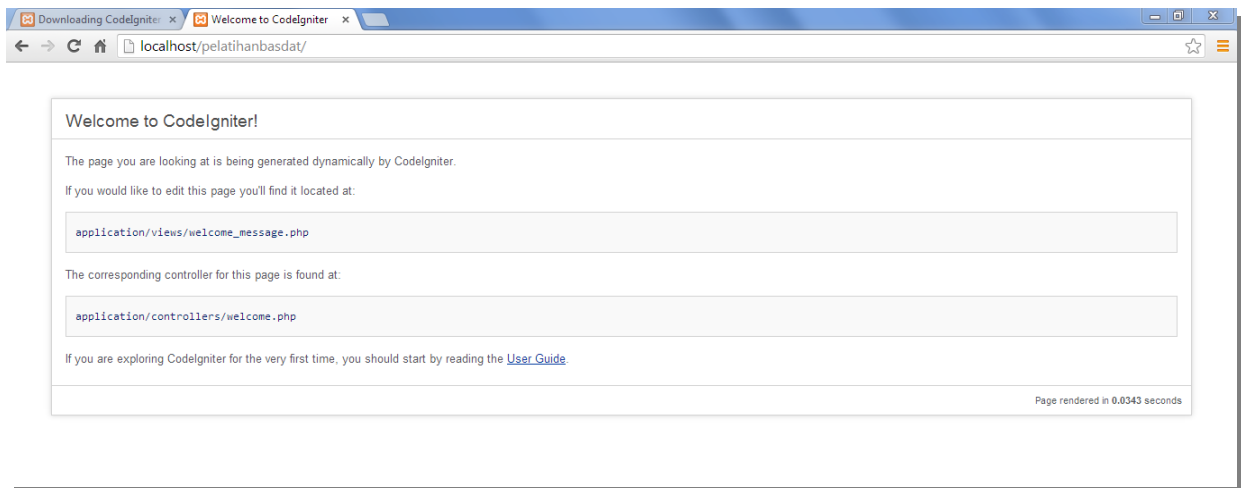 Downloading CodeIgniter
Welcome to CodeIgniter
localhost/pelatihanbasdat/
Welcome to CodeIgniter!
The page you are looking at is being generated dynamically by CodeIgniter.
If you would like to edit this page you'll find it located at:
application/views/welcome_message.php
The corresponding controller for this page is found at:
application/controllers/welcome.php
If you are exploring CodeIgniter for the very first time, you should start by reading the User Guide.
Page rendered in 0.0343 seconds